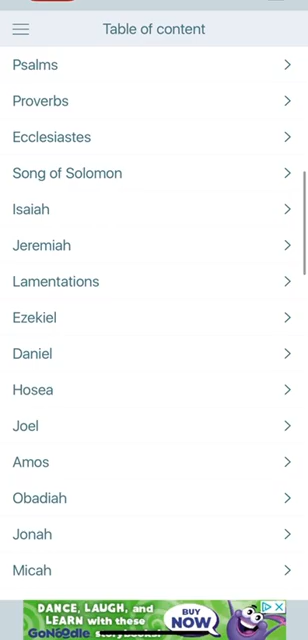 Table of content
Psalms
Proverbs
Ecclesiastes
Song of Solomon
Isaiah
Jeremiah
Lamentations
Ezekiel
Daniel
Hosea
Joel
Amos
Obadiah
Jonah
Micah
DANCE, LAUGH, and
LEARN with these
GoNoodle storybooks!
BUY
NOW